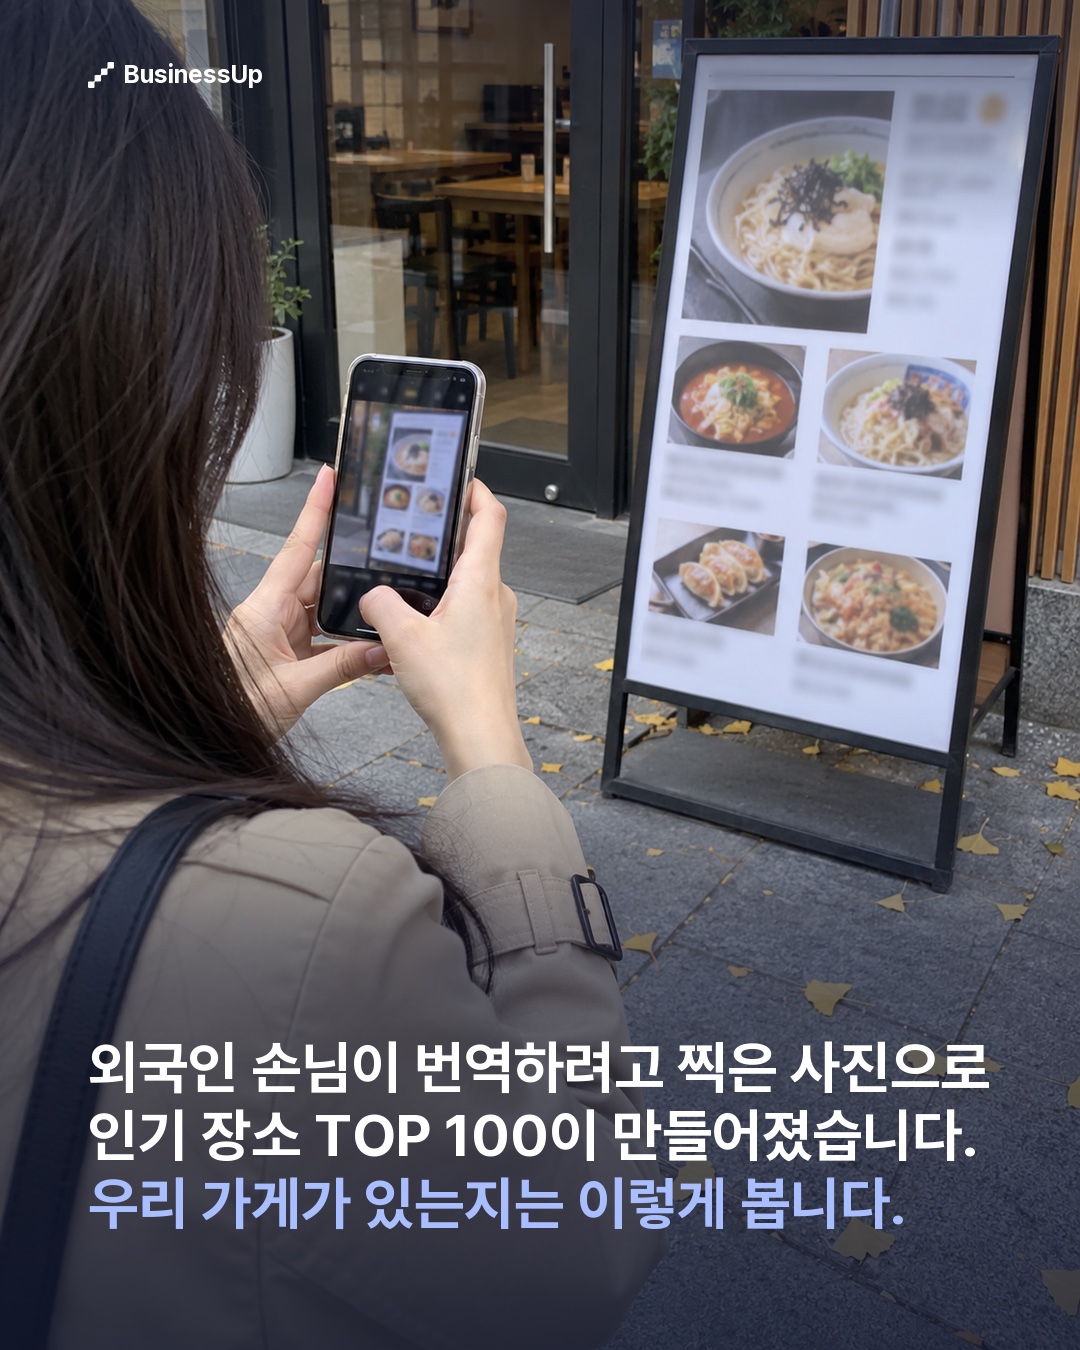 BusinessUp
외국인 손님이 번역하려고 찍은 사진으로
인기 장소 TOP 100이 만들어졌습니다.
우리 가게가 있는지는 이렇게 봅니다.